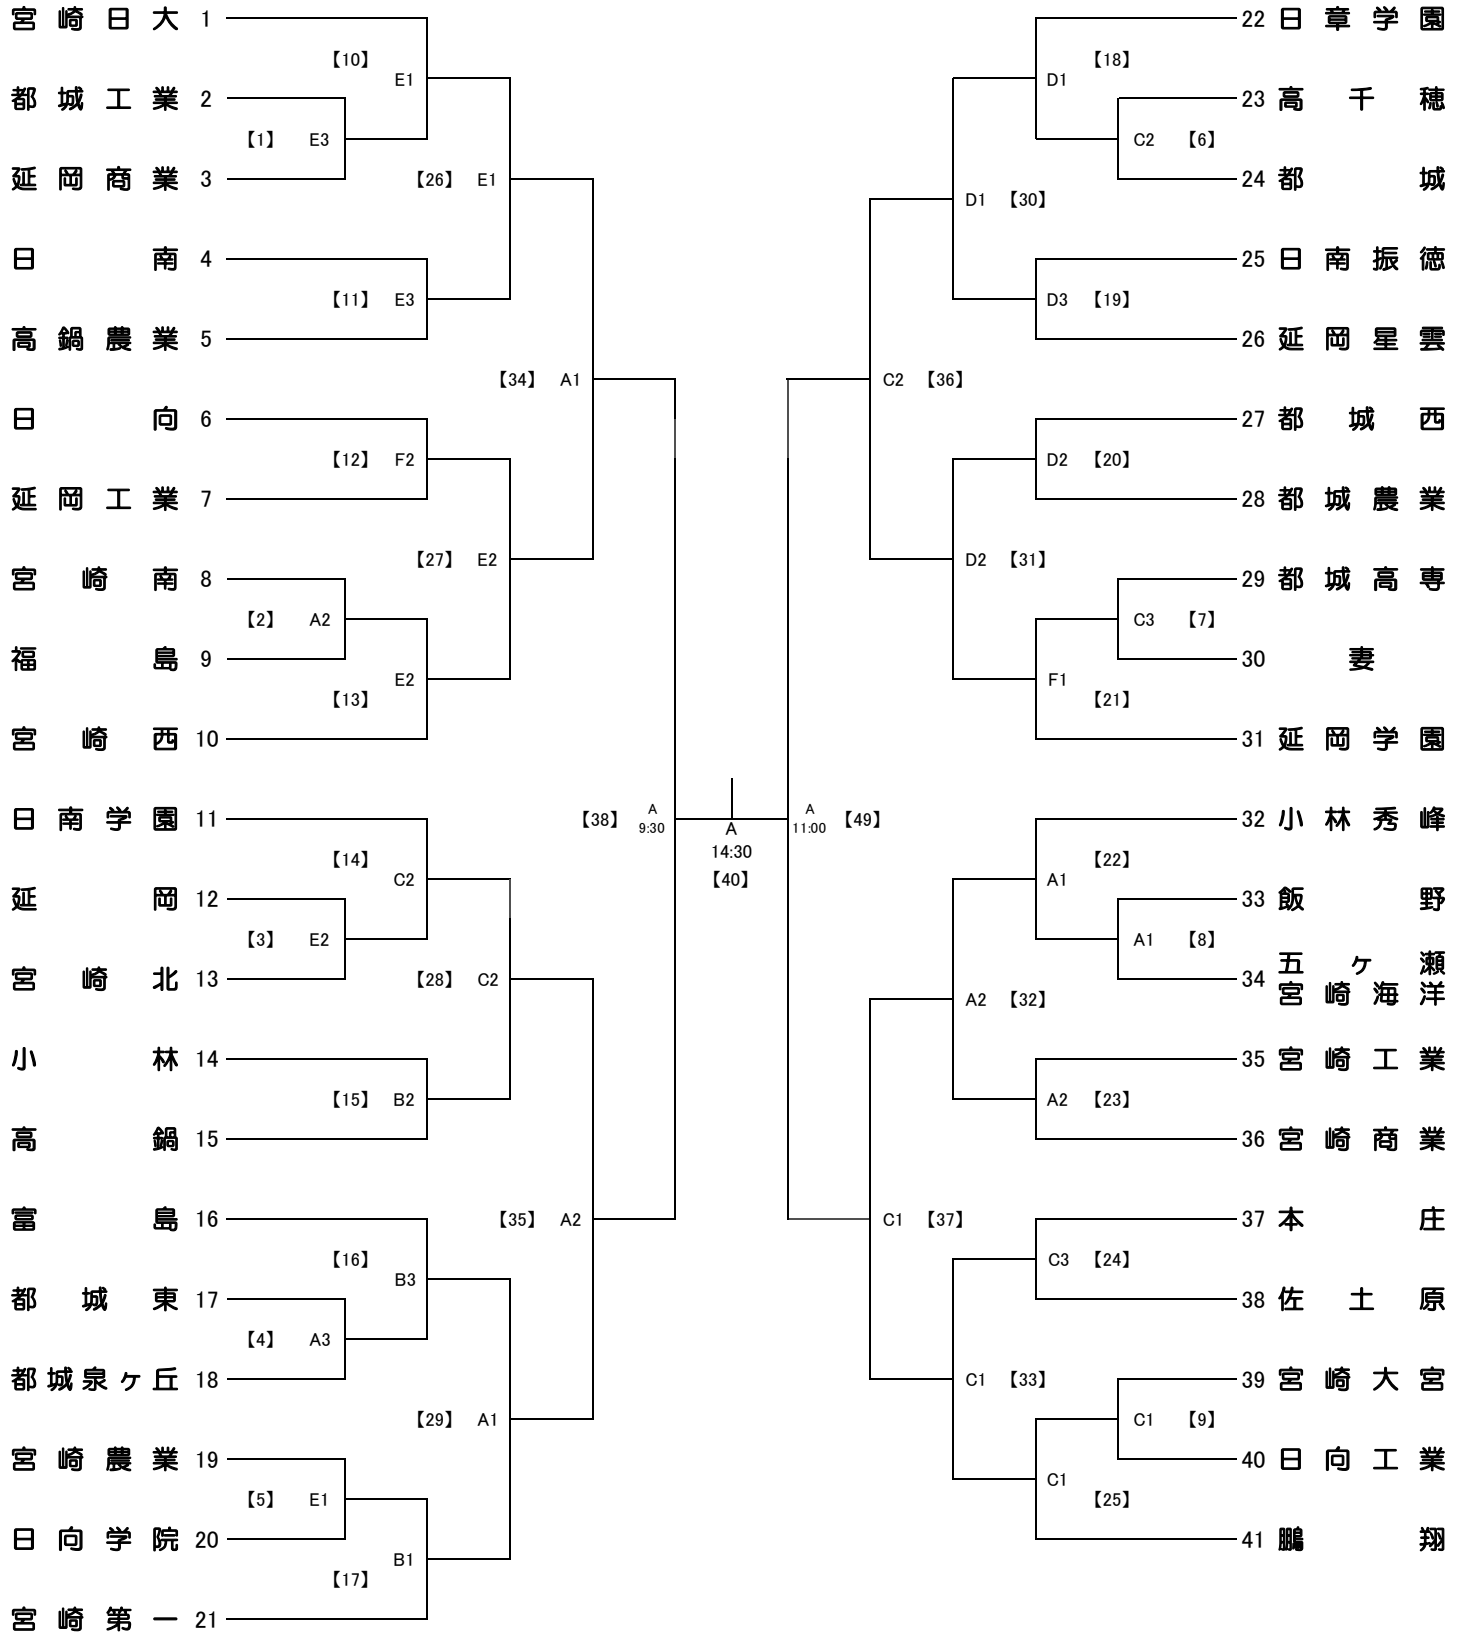 宮崎日大 1
【10】 E1
都城工業 2
【1】 E3
延岡商業 3
【26】 E1
日南 4
【11】 E3
高鍋農業 5
【34】 A1
日向 6
【12】 F2
延岡工業 7
【27】 E2
宮崎南 8
【2】 A2
福島 9
【13】 E2
宮崎西 10
日南学園 11
【14】 C2
延岡 12
【3】 E2
宮崎北 13
【28】 C2
小林 14
【15】 B2
高鍋 15
富島 16
【35】 A2
【16】 B3
都城東 17
【4】 A3
都城泉ヶ丘 18
【29】 A1
宮崎農業 19
【5】 E1
日向学院 20
【17】 B1
宮崎第一 21
【38】 A
9:30
A
14:30
【40】
A 【49】
11:00
22 日章学園
D1 【18】
23 高千穂
C2 【6】
24 都城
D1 【30】
25 日南振徳
D3 【19】
26 延岡星雲
C2 【36】
27 都城西
D2 【20】
28 都城農業
D2 【31】
29 都城高専
C3 【7】
30 妻
F1 【21】
31 延岡学園
32 小林秀峰
A1 【22】
33 飯野
A1 【8】
34 五ヶ瀬
宮崎海洋
A2 【32】
35 宮崎工業
A2 【23】
36 宮崎商業
C1 【37】
37 本庄
C3 【24】
38 佐土原
C1 【33】
39 宮崎大宮
C1 【9】
40 日向工業
C1 【25】
41 鵬翔